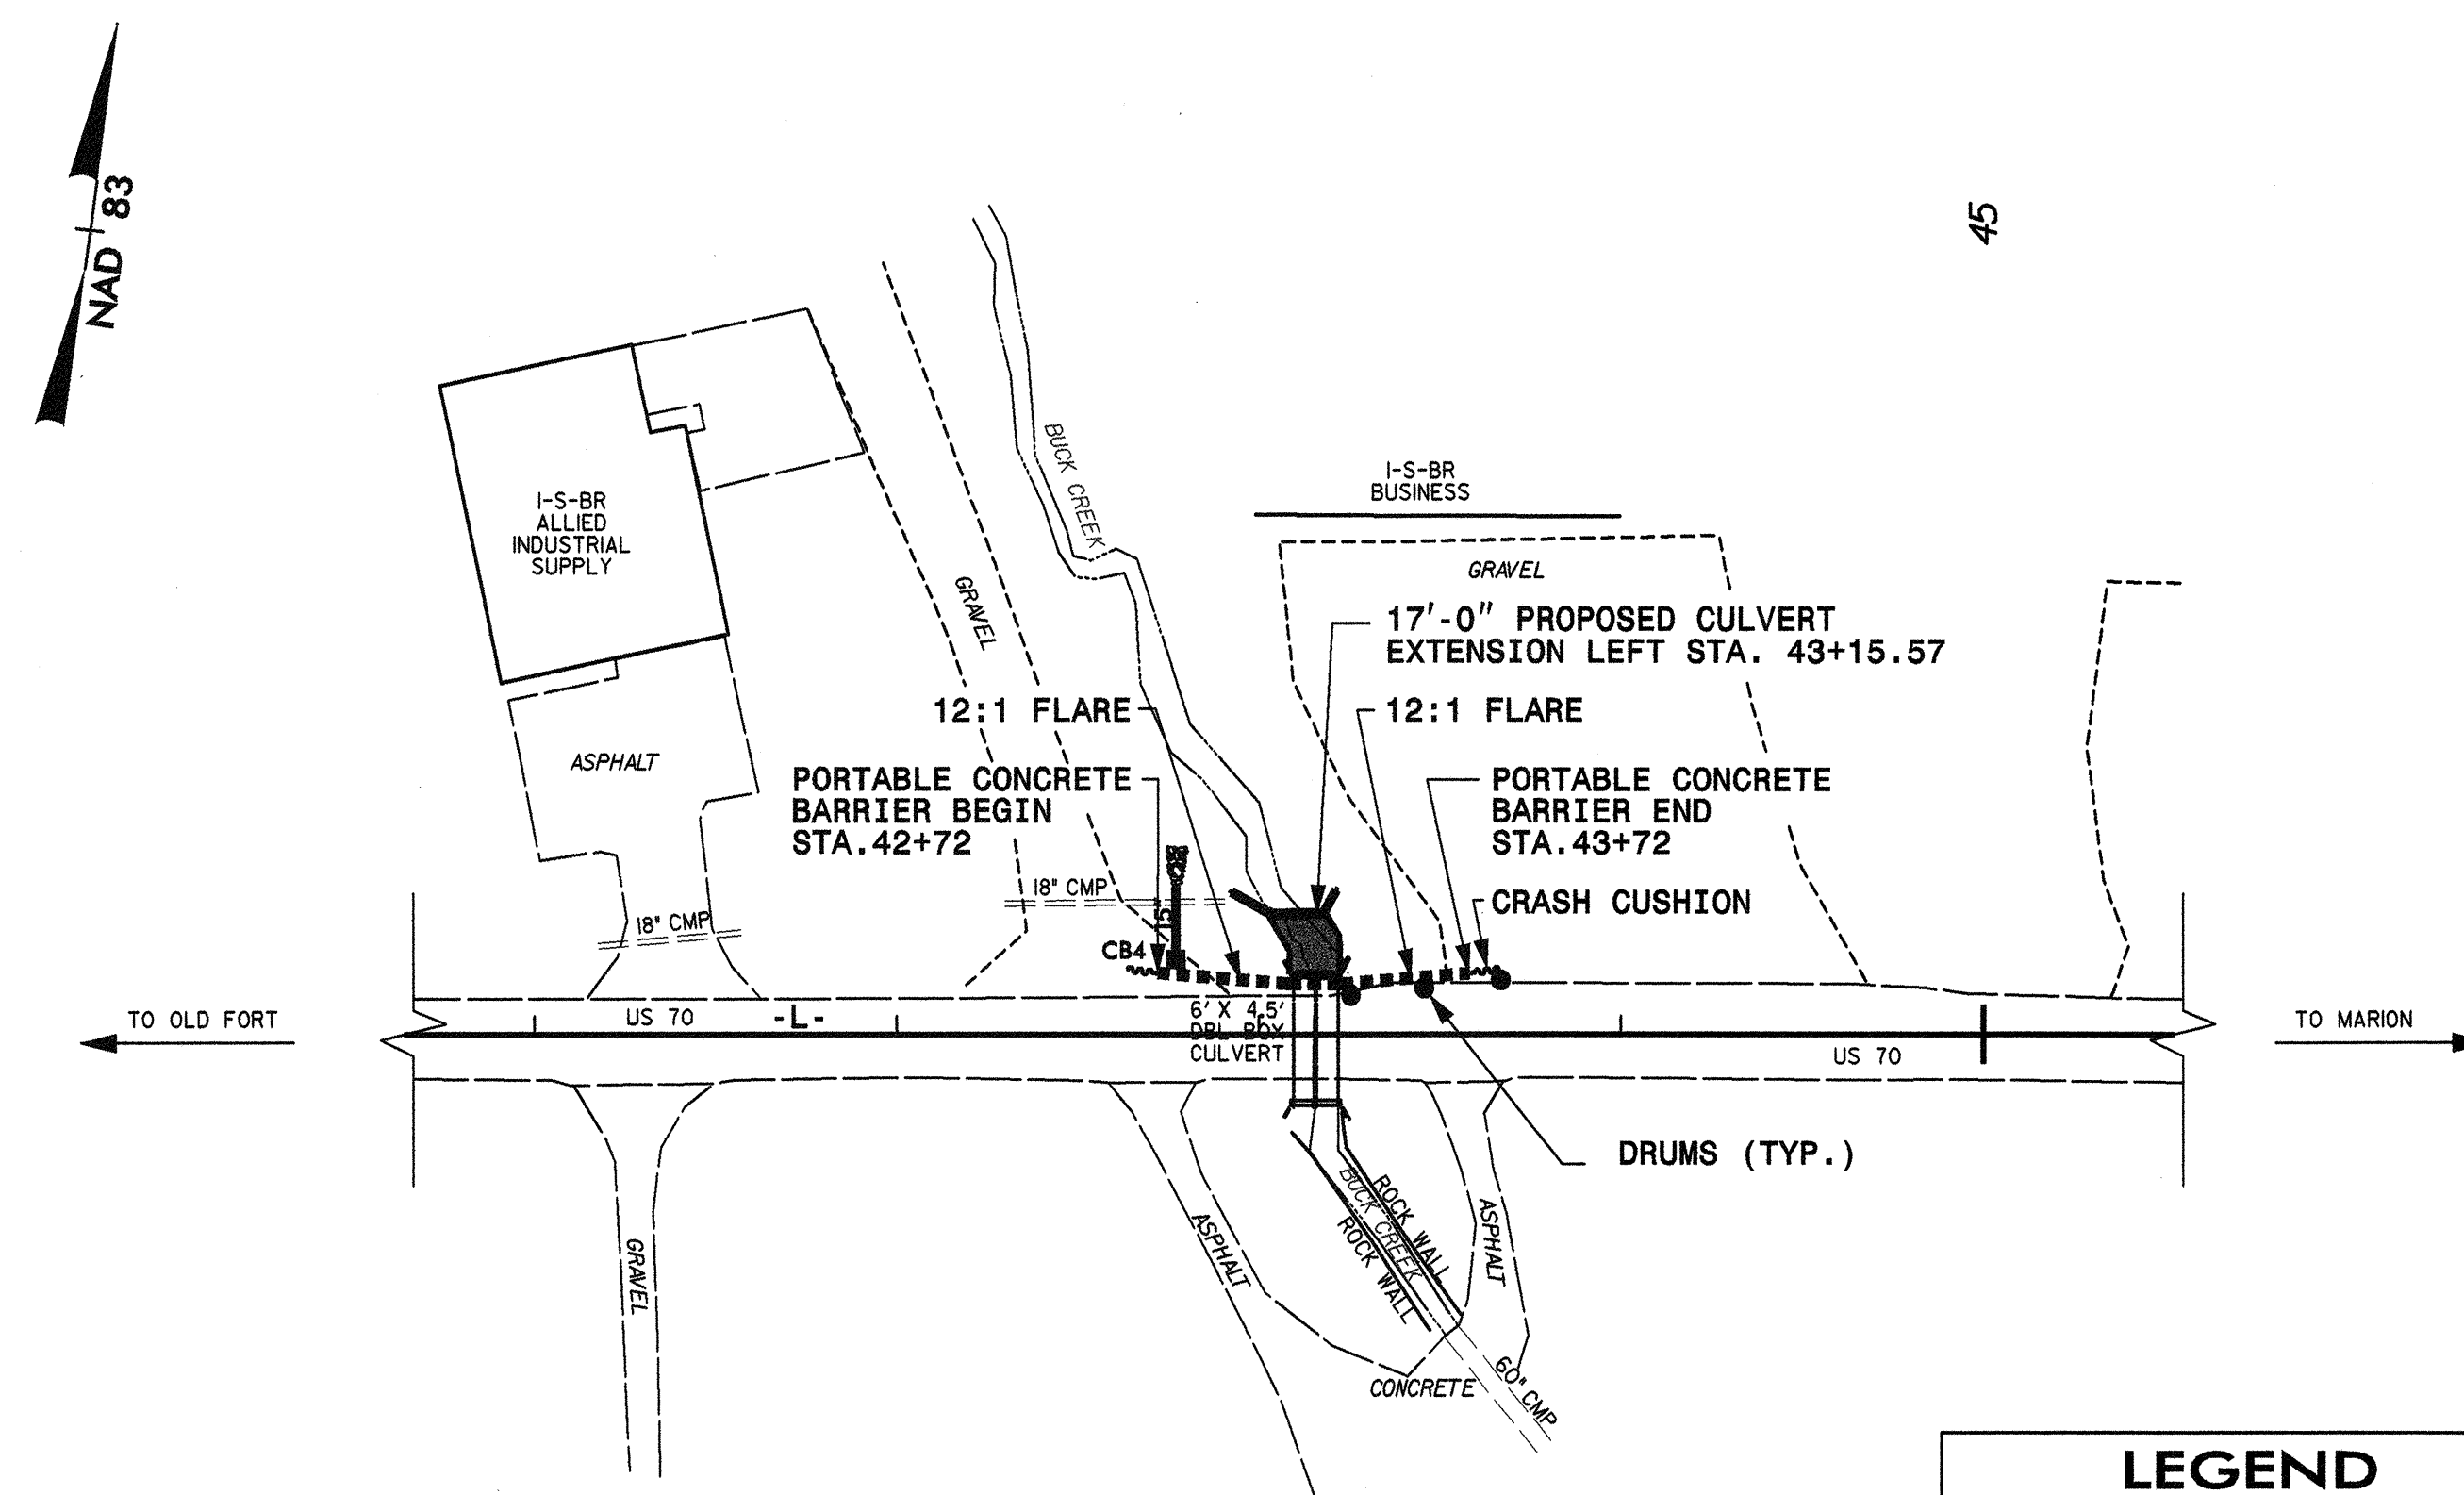 NAD 83
45
BUCK CREEK
I-S-BR
BUSINESS
I-S-BR
ALLIED
INDUSTRIAL
SUPPLY
GRAVEL
GRAVEL
17'-0" PROPOSED CULVERT
EXTENSION LEFT STA. 43+15.57
12:1 FLARE
12:1 FLARE
ASPHALT
PORTABLE CONCRETE
BARRIER BEGIN
STA.42+72
PORTABLE CONCRETE
BARRIER END
STA.43+72
18" CMP
CRASH CUSHION
15"
18" CMP
CB4
TO OLD FORT
US 70
-L-
6' X 4.5'
DBL BOX
CULVERT
TO MARION
US 70
DRUMS (TYP.)
GRAVEL
ASPHALT
ROCK WALL
BUCK CREEK
ROCK WALL
ASPHALT
CONCRETE
60" CMP
LEGEND